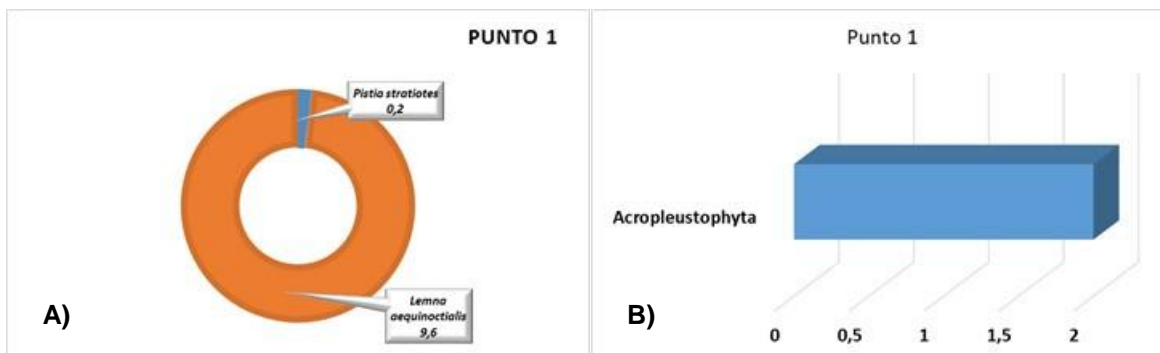 PUNTO 1
Pistia stratiotes
0,2
Lemna
aequinoctialis
9,6
A)
Punto 1
Acropleustophyta
0
0,5
1
1,5
2
B)